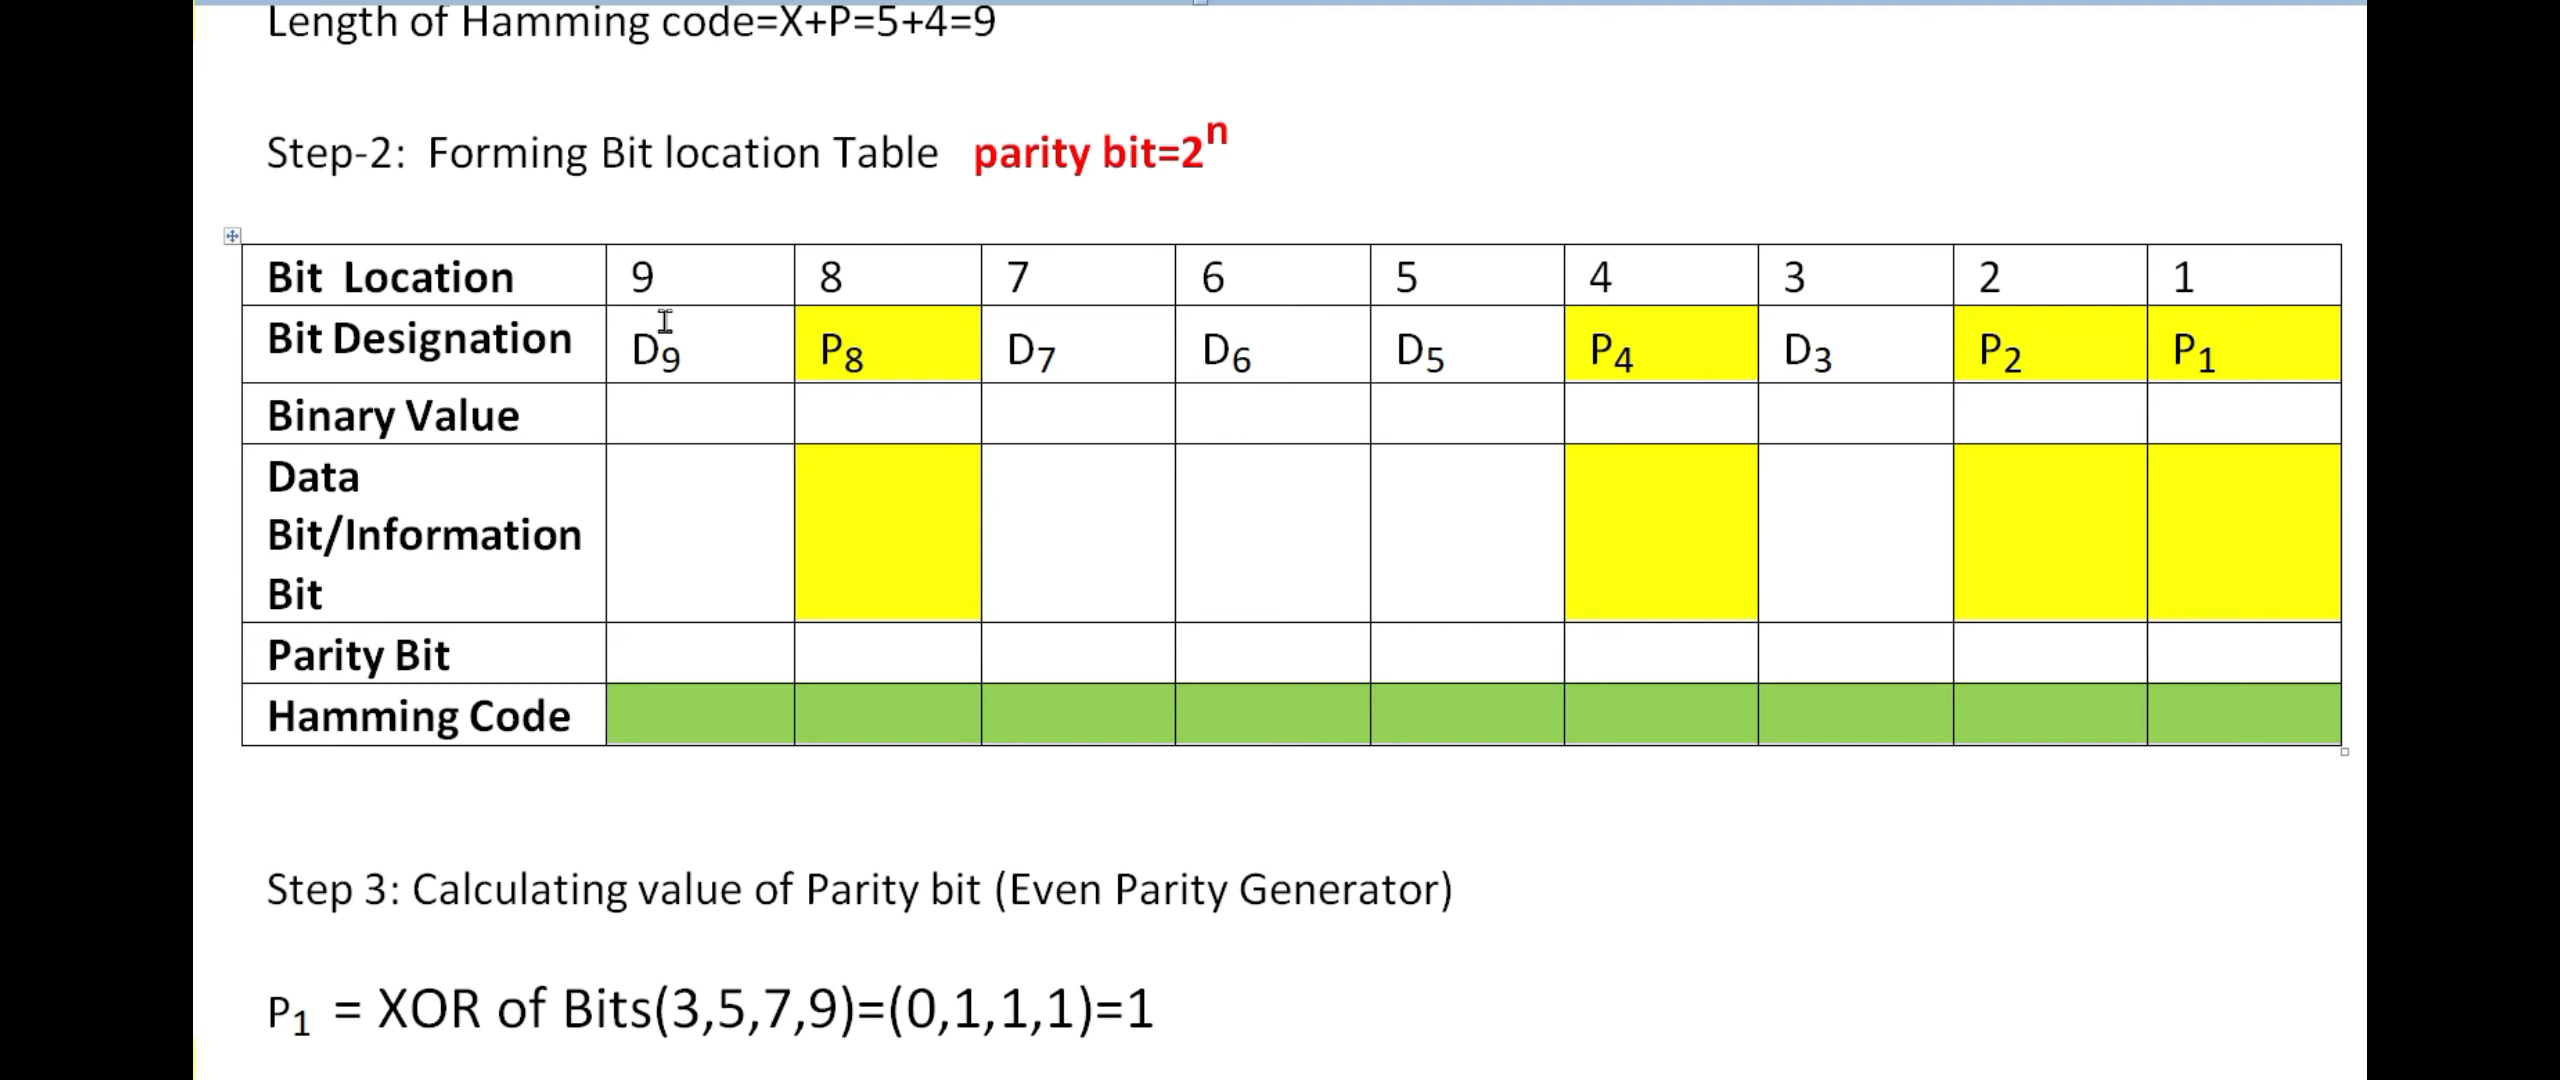 Length of Hamming code=X+P=5+4=9
Step-2: Forming Bit location Table parity bit=2ⁿ
Bit Location 9 8 7 6 5 4 3 2 1
Bit Designation D₉ P₈ D₇ D₆ D₅ P₄ D₃ P₂ P₁
Binary Value
Data
Bit/Information
Bit
Parity Bit
Hamming Code
Step 3: Calculating value of Parity bit (Even Parity Generator)
P₁ = XOR of Bits(3,5,7,9)=(0,1,1,1)=1